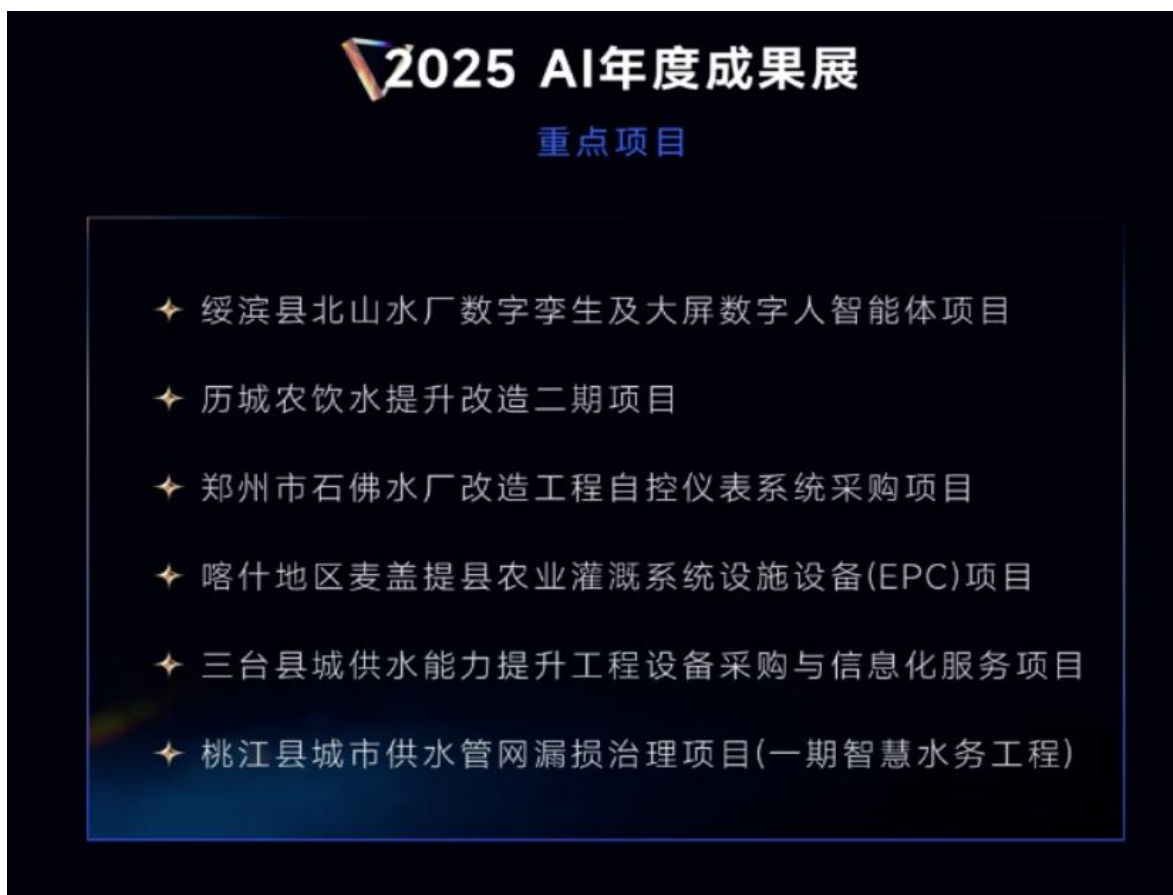 2025 AI年度成果展
重点项目
绥滨县北山水厂数字孪生及大屏数字人智能体项目
历城农饮水提升改造二期项目
郑州市石佛水厂改造工程自控仪表系统采购项目
喀什地区麦盖提县农业灌溉系统设施设备(EPC)项目
三台县城供水能力提升工程设备采购与信息化服务项目
桃江县城市供水管网漏损治理项目(一期智慧水务工程)